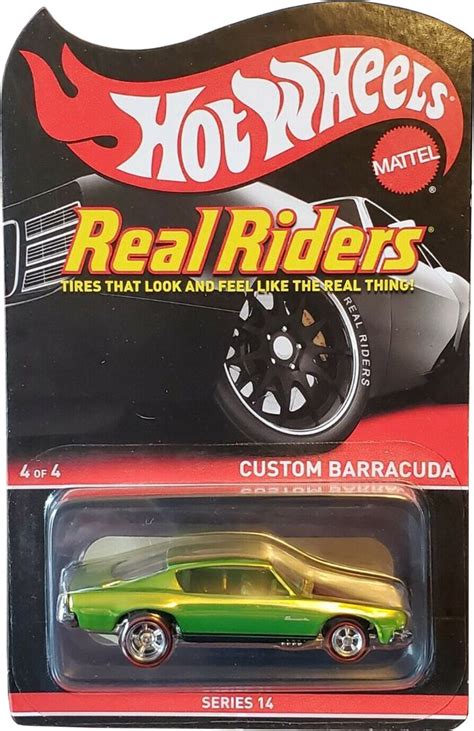 Hot Wheels®
MATTEL
®
Real Riders®
TIRES THAT LOOK AND FEEL LIKE THE REAL THING!
REAL RIDERS
4 OF 4
CUSTOM BARRACUDA
SERIES 14